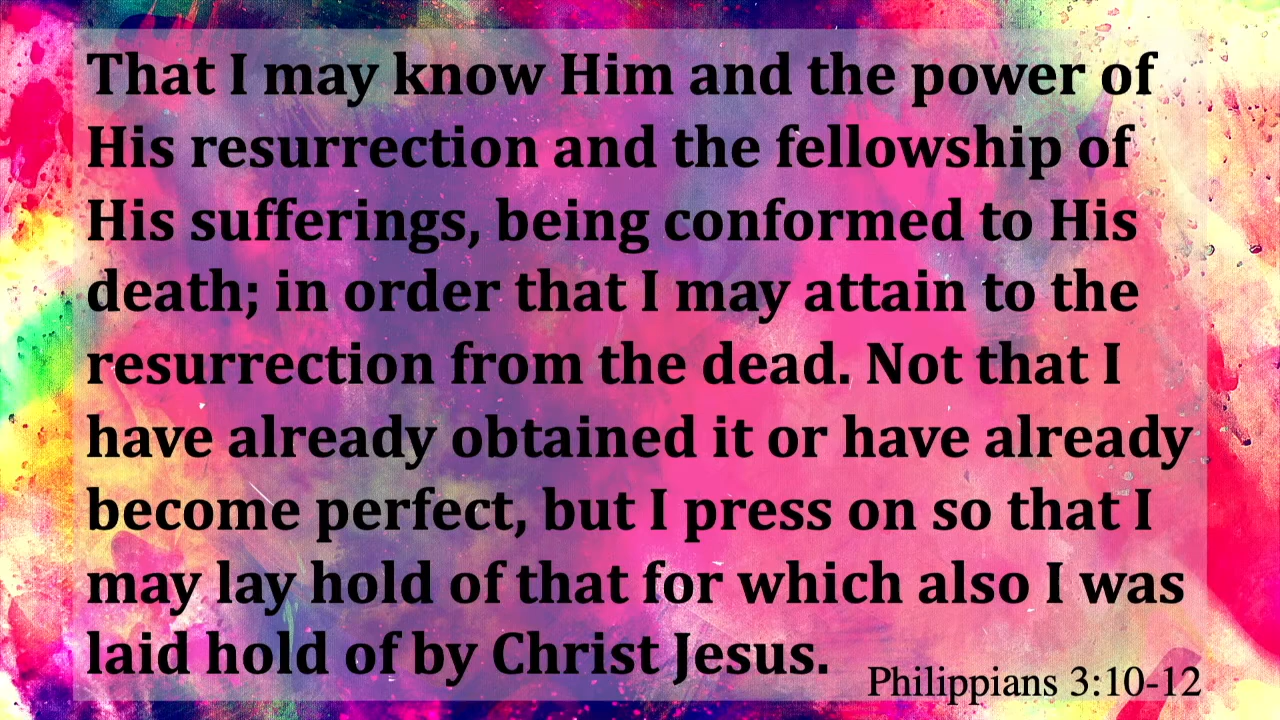 That I may know Him and the power of
His resurrection and the fellowship of
His sufferings, being conformed to His
death; in order that I may attain to the
resurrection from the dead. Not that I
have already obtained it or have already
become perfect, but I press on so that I
may lay hold of that for which also I was
laid hold of by Christ Jesus.
Philippians 3:10-12